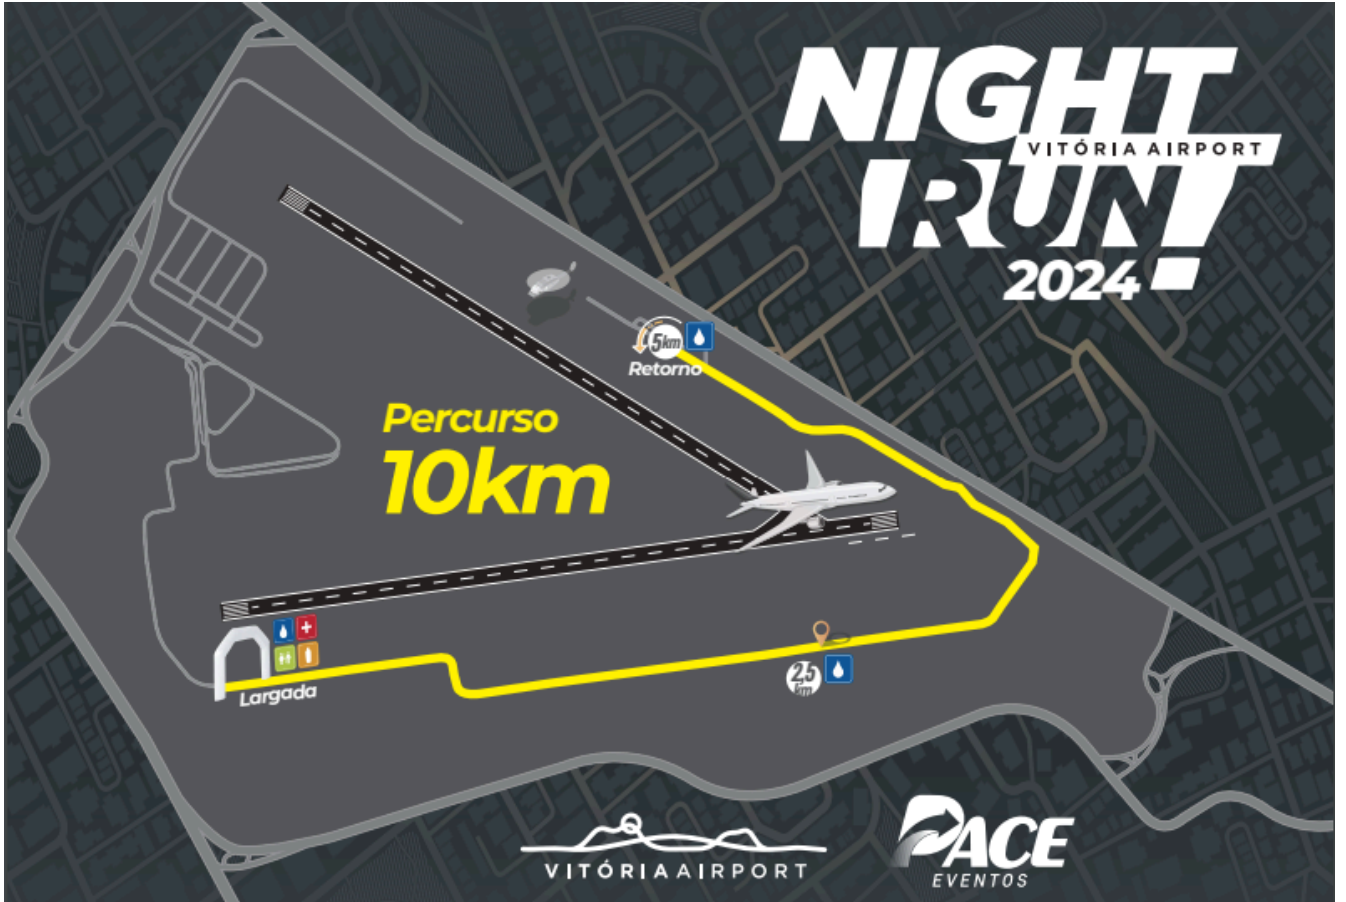 NIGHT
VITÓRIA AIRPORT
RUN!
2024
5km
Retorno
Percurso
10km
2,5
km
Largada
VITÓRIA AIRPORT
PACE
EVENTOS